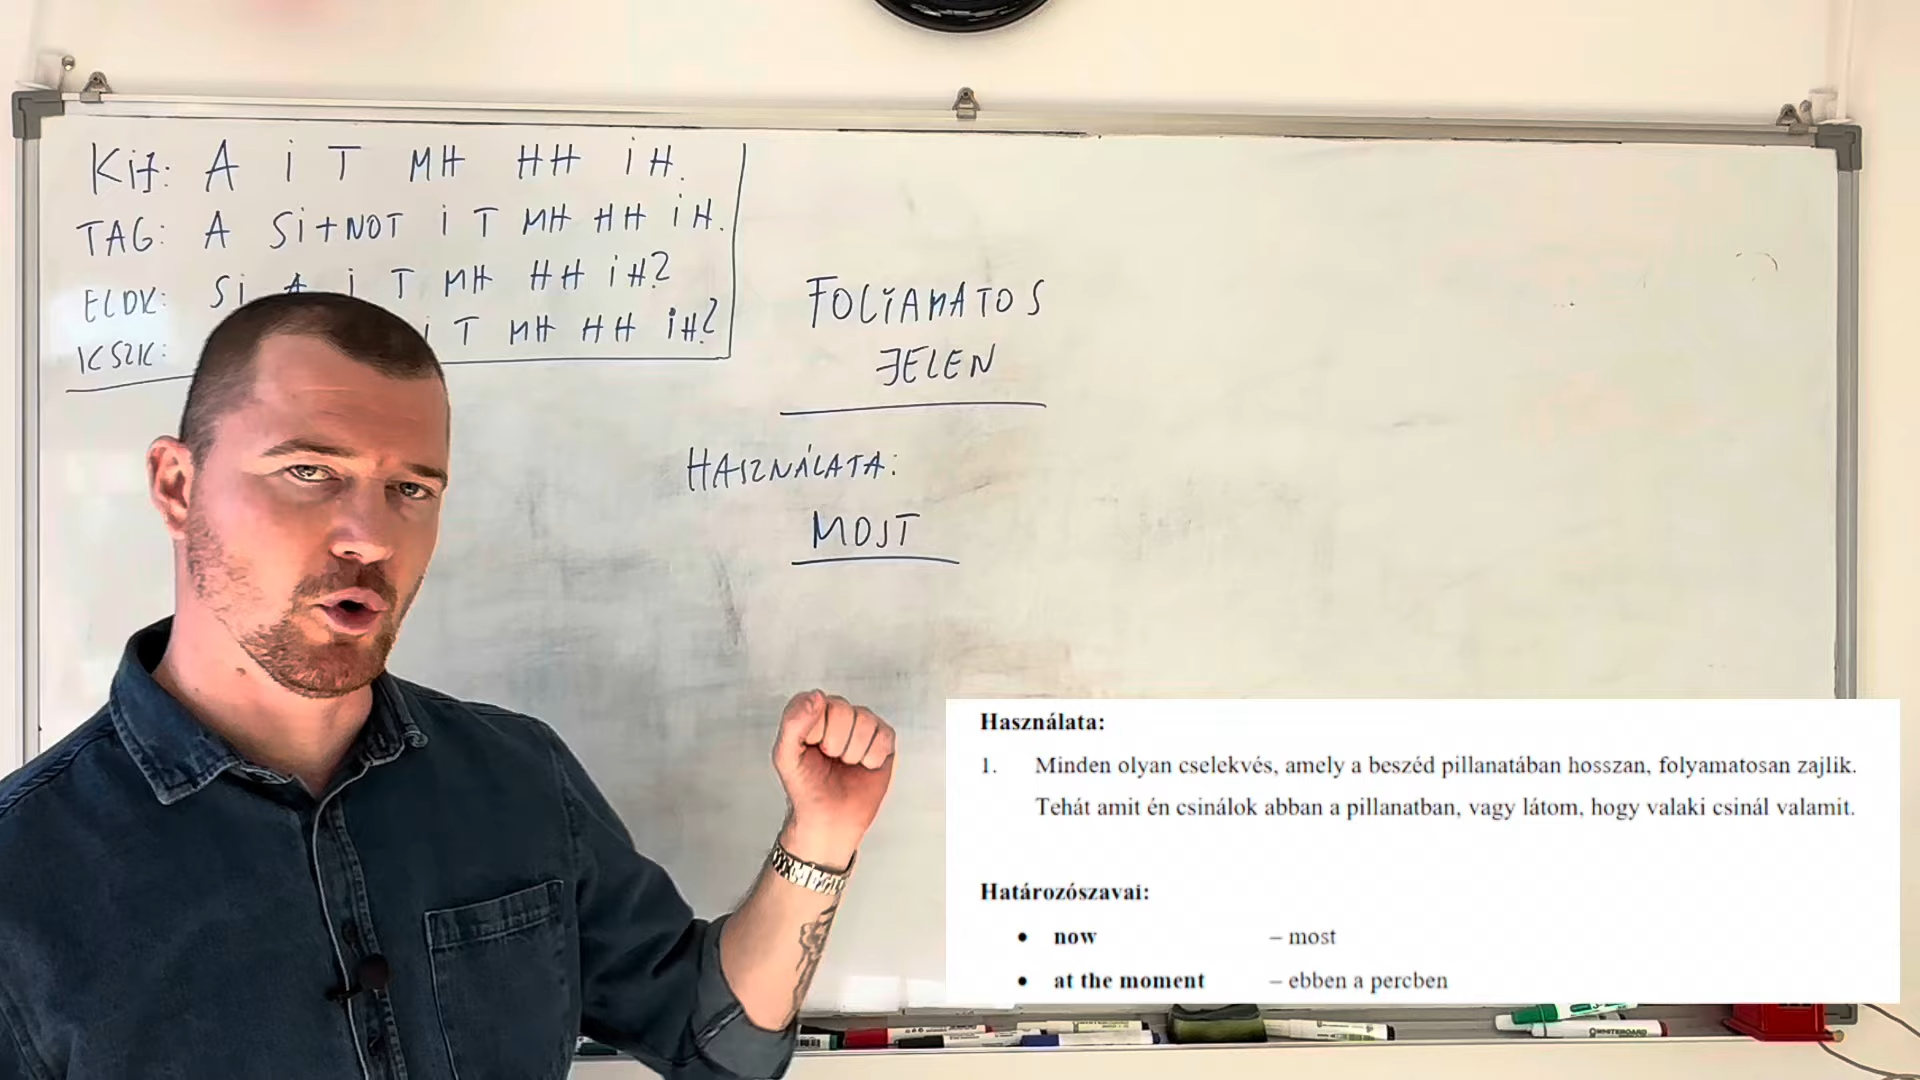 Kif: A i T MH HH iH.
TAG: A Si+NOT i T MH HH iH.
ELDK: Si A i T MH HH iH?
KSZK: i T MH HH iH?
FOLYAMATOS
JELEN
HASZNÁLATA:
MOST
Használata:
1. Minden olyan cselekvés, amely a beszéd pillanatában hosszan, folyamatosan zajlik.
Tehát amit én csinálok abban a pillanatban, vagy látom, hogy valaki csinál valamit.
Határozószavai:
• now – most
• at the moment – ebben a percben
WHITEBOARD